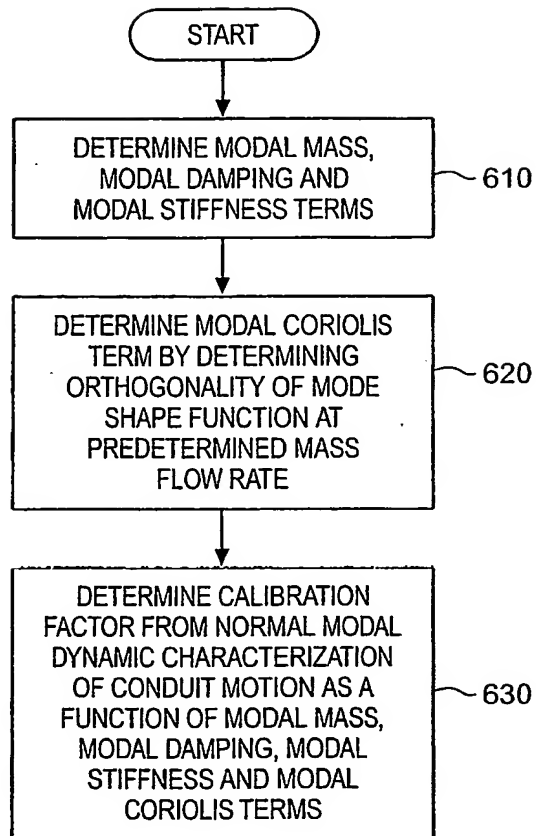 START
DETERMINE MODAL MASS,
MODAL DAMPING AND
MODAL STIFFNESS TERMS
610
DETERMINE MODAL CORIOLIS
TERM BY DETERMINING
ORTHOGONALITY OF MODE
SHAPE FUNCTION AT
PREDETERMINED MASS
FLOW RATE
620
DETERMINE CALIBRATION
FACTOR FROM NORMAL MODAL
DYNAMIC CHARACTERIZATION
OF CONDUIT MOTION AS A
FUNCTION OF MODAL MASS,
MODAL DAMPING, MODAL
STIFFNESS AND MODAL
CORIOLIS TERMS
630